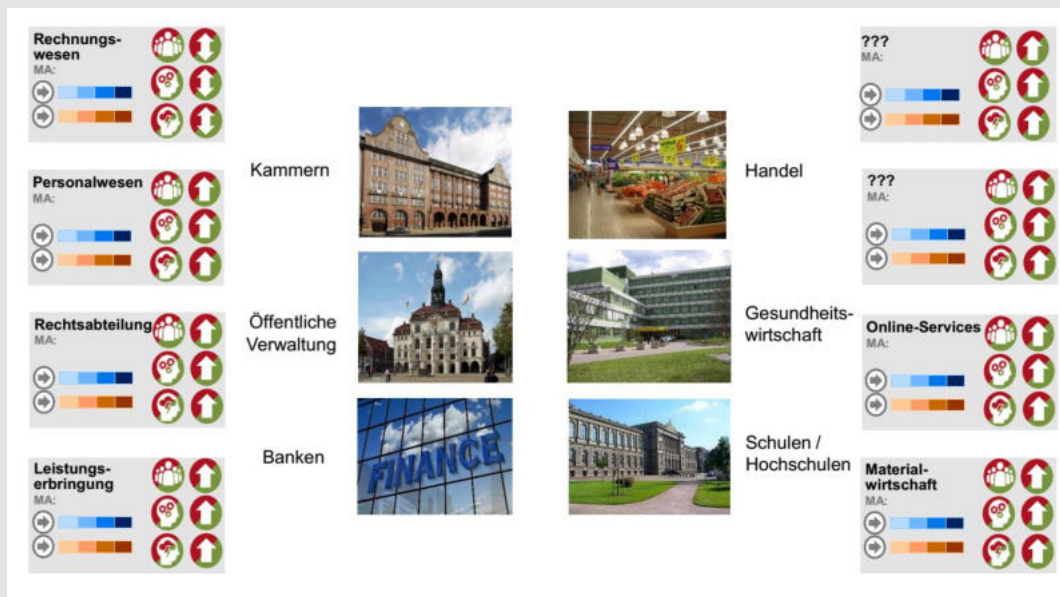 Rechnungs-
wesen
MA:
Personalwesen
MA:
Rechtsabteilung
MA:
Leistungs-
erbringung
MA:
Kammern
Öffentliche
Verwaltung
Banken
FINANCE
Handel
Gesundheits-
wirtschaft
Schulen /
Hochschulen
???
MA:
???
MA:
Online-Services
MA:
Material-
wirtschaft
MA: